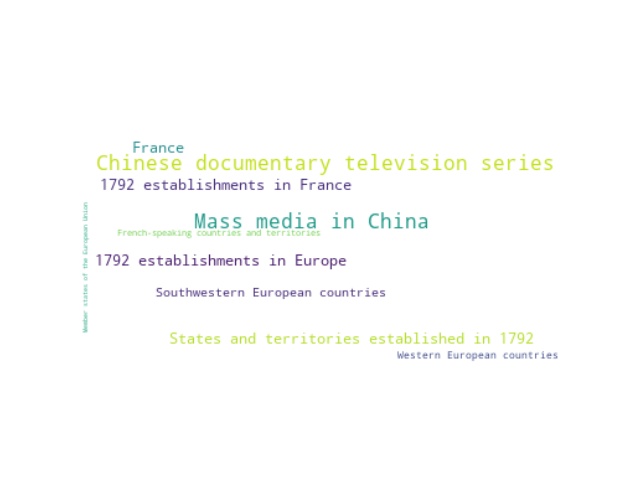 France
Chinese documentary television series
1792 establishments in France
Mass media in China
French-speaking countries and territories
Member states of the European Union
1792 establishments in Europe
Southwestern European countries
States and territories established in 1792
Western European countries